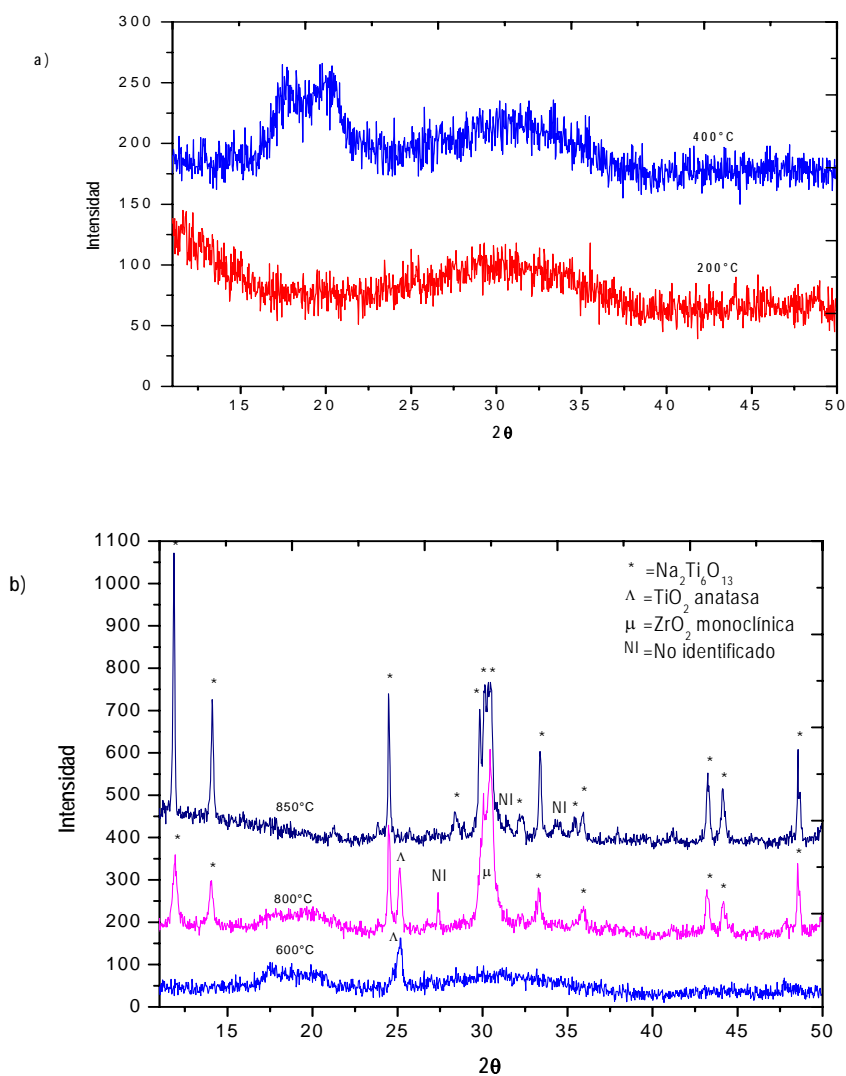 a)
300
250
200
150
100
50
0
Intensidad
400°C
200°C
15 20 25 30 35 40 45 50
2θ
b)
1100
1000
900
800
700
600
500
400
300
200
100
0
Intensidad
* =Na2Ti6O13
Λ =TiO2 anatasa
μ =ZrO2 monoclínica
NI =No identificado
* * * * * * * * NI * * NI * * * * *
850°C
* * Λ NI μ * * * * *
800°C
Λ
600°C
15 20 25 30 35 40 45 50
2θ